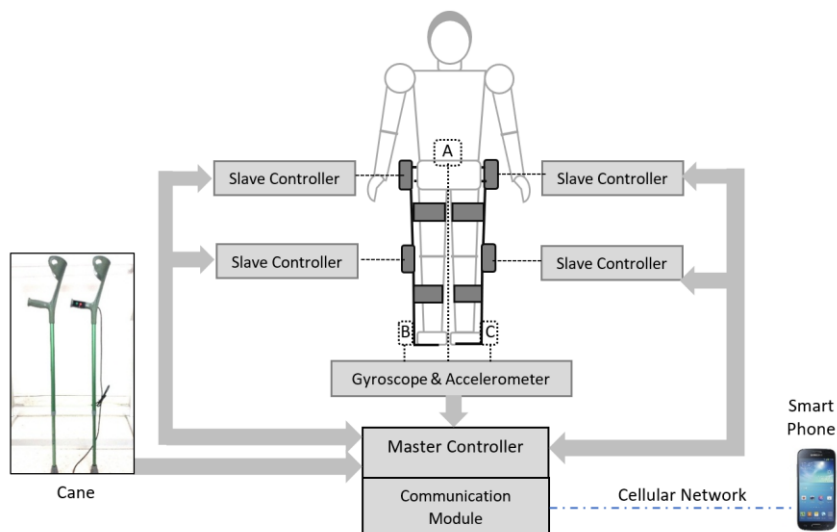 A
Slave Controller
Slave Controller
Slave Controller
Slave Controller
B
C
Gyroscope & Accelerometer
Smart
Phone
Master Controller
Cane
Communication
Module
Cellular Network